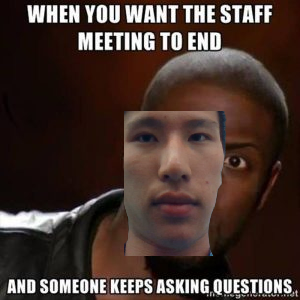 WHEN YOU WANT THE STAFF
MEETING TO END
AND SOMEONE KEEPS ASKING QUESTIONS